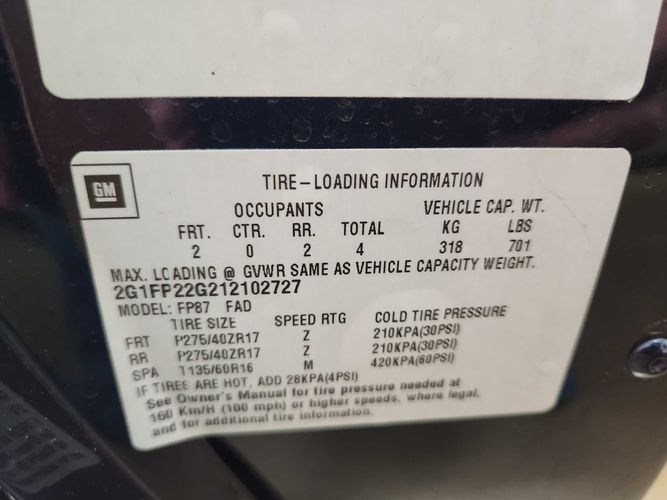 GM
TIRE-LOADING INFORMATION
OCCUPANTS VEHICLE CAP. WT.
FRT. CTR. RR. TOTAL KG LBS
2 0 2 4 318 701
MAX. LOADING @ GVWR SAME AS VEHICLE CAPACITY WEIGHT.
2G1FP22G212102727
MODEL: FP87 FAD
TIRE SIZE SPEED RTG COLD TIRE PRESSURE
FRT P275/40ZR17 Z 210KPA(30PSI)
RR P275/40ZR17 Z 210KPA(30PSI)
SPA T135/60R16 M 420KPA(60PSI)
IF TIRES ARE HOT, ADD 28KPA(4PSI)
See Owner's Manual for tire pressure needed at
160 Km/H (100 mph) or higher speeds, where legal,
and for additional tire information.